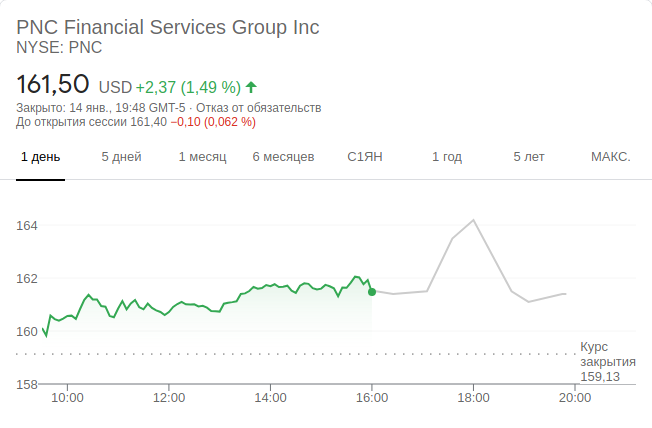 PNC Financial Services Group Inc
NYSE: PNC
161,50 USD +2,37 (1,49 %)
Закрыто: 14 янв., 19:48 GMT-5 · Отказ от обязательств
До открытия сессии 161,40 −0,10 (0,062 %)
1 день 5 дней 1 месяц 6 месяцев С1ЯН 1 год 5 лет МАКС.
164
162
160
Курс
закрытия
159,13
158
10:00 12:00 14:00 16:00 18:00 20:00